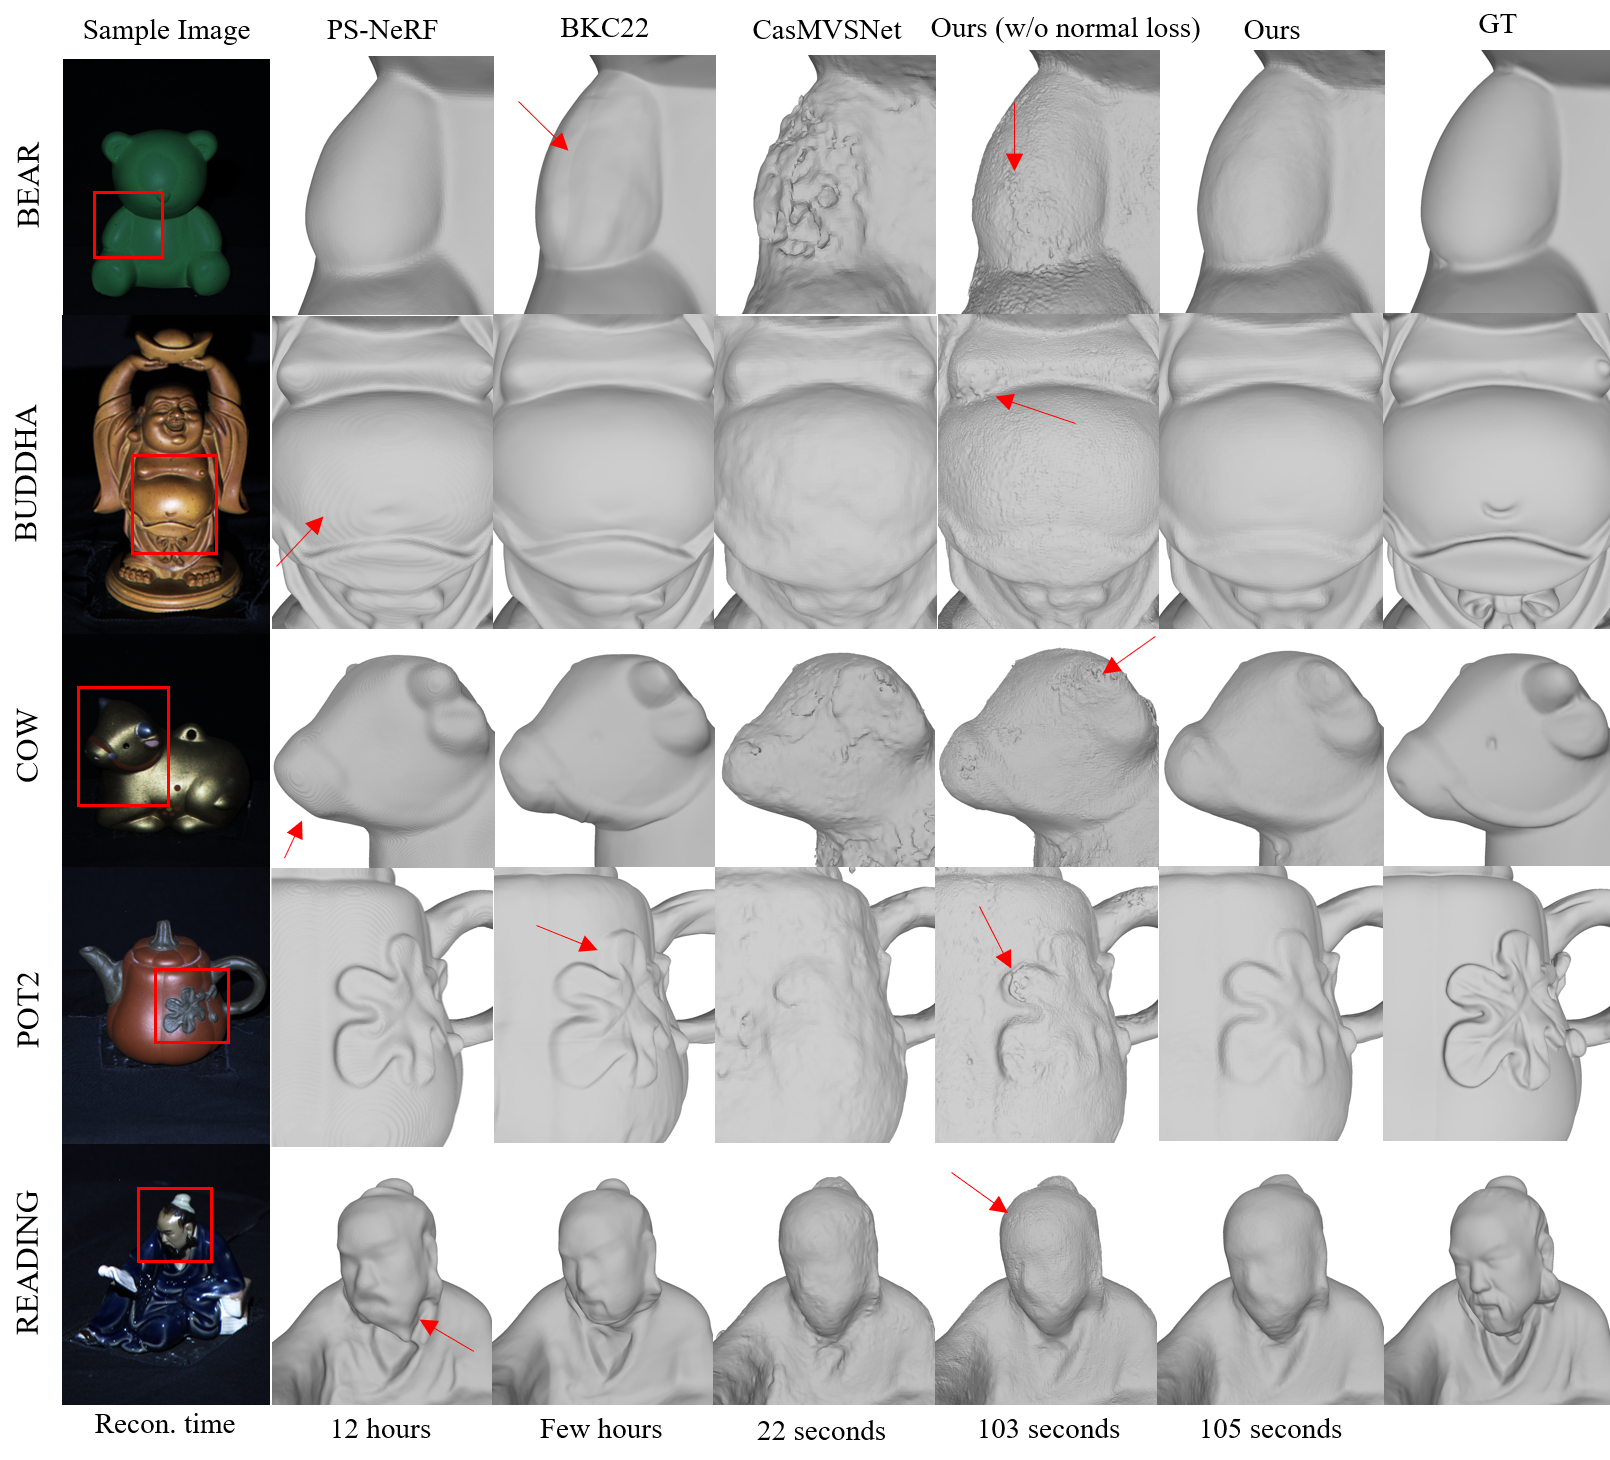 Sample Image PS-NeRF BKC22 CasMVSNet Ours (w/o normal loss) Ours GT
BEAR
BUDDHA
COW
POT2
READING
Recon. time 12 hours Few hours 22 seconds 103 seconds 105 seconds